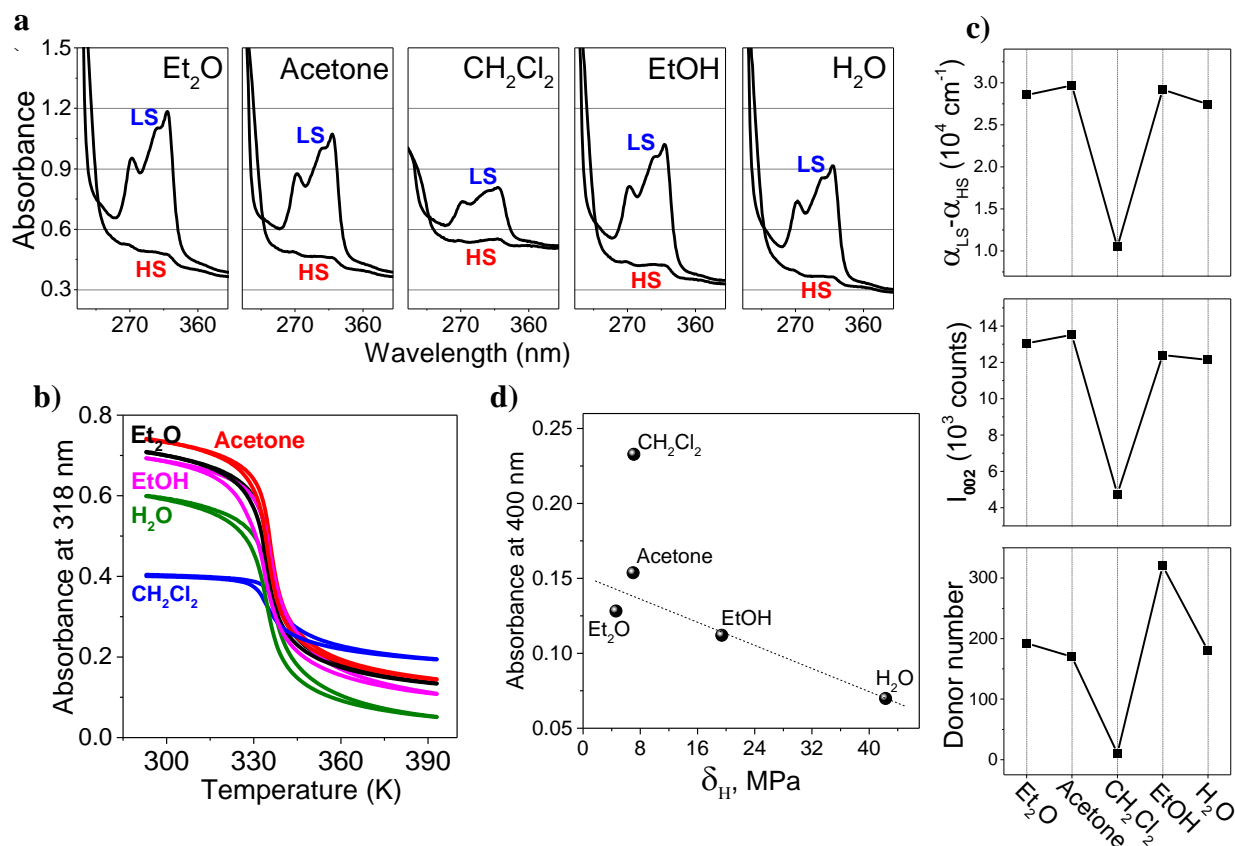 a
Et₂O
Acetone
CH₂Cl₂
EtOH
H₂O
1.5
1.2
0.9
0.6
0.3
Absorbance
LS
HS
LS
HS
LS
HS
LS
HS
LS
HS
270 360 270 360 270 360 270 360 270 360
Wavelength (nm)
b)
0.8
0.6
0.4
0.2
0.0
Absorbance at 318 nm
Et₂O
Acetone
EtOH
H₂O
CH₂Cl₂
300 330 360 390
Temperature (K)
d)
0.25
0.20
0.15
0.10
0.05
Absorbance at 400 nm
CH₂Cl₂
Acetone
Et₂O
EtOH
H₂O
0 8 16 24 32 40
δH, MPa
c)
3.0
2.5
2.0
1.5
1.0
αLS-αHS (10⁴ cm⁻¹)
14
12
10
8
6
4
I₀₀₂ (10³ counts)
300
200
100
0
Donor number
Et₂O
Acetone
CH₂Cl₂
EtOH
H₂O